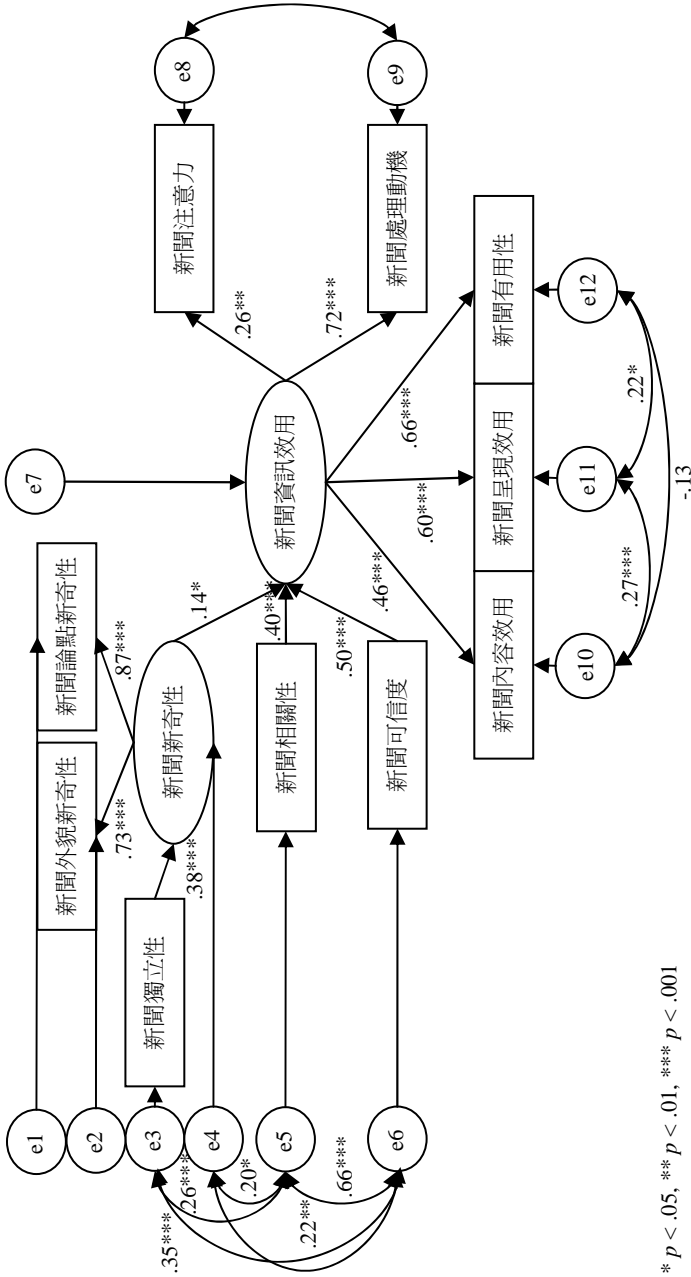 e1
e2
e3
e4
e5
e6
e7
e8
e9
e10
e11
e12
新聞論點新奇性
新聞外貌新奇性
新聞獨立性
新聞新奇性
新聞相關性
新聞可信度
新聞資訊效用
新聞注意力
新聞處理動機
新聞內容效用
新聞呈現效用
新聞有用性
.87***
.73***
.38***
.14*
.40***
.50***
.26**
.72***
.66***
.60***
.46***
.35***
.26***
.20*
.22**
.66***
.22*
.27***
-.13
* p < .05, ** p < .01, *** p < .001